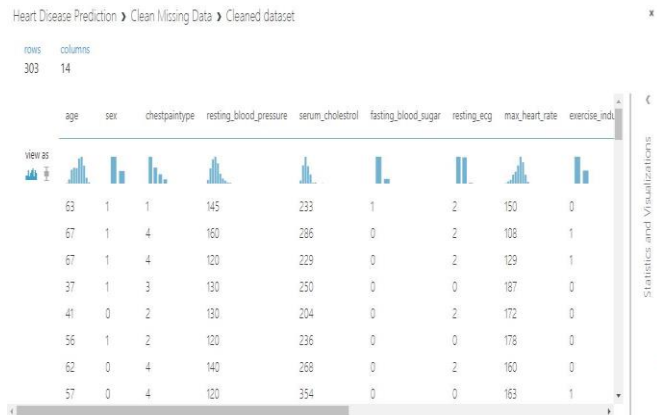 Heart Disease Prediction ❯ Clean Missing Data ❯ Cleaned dataset x
rows columns
303 14
age sex chestpaintype resting_blood_pressure serum_cholestrol fasting_blood_sugar resting_ecg max_heart_rate exercise_indu
view as
63 1 1 145 233 1 2 150 0
67 1 4 160 286 0 2 108 1
67 1 4 120 229 0 2 129 1
37 1 3 130 250 0 0 187 0
41 0 2 130 204 0 2 172 0
56 1 2 120 236 0 0 178 0
62 0 4 140 268 0 2 160 0
57 0 4 120 354 0 0 163 1
Statistics and Visualizations